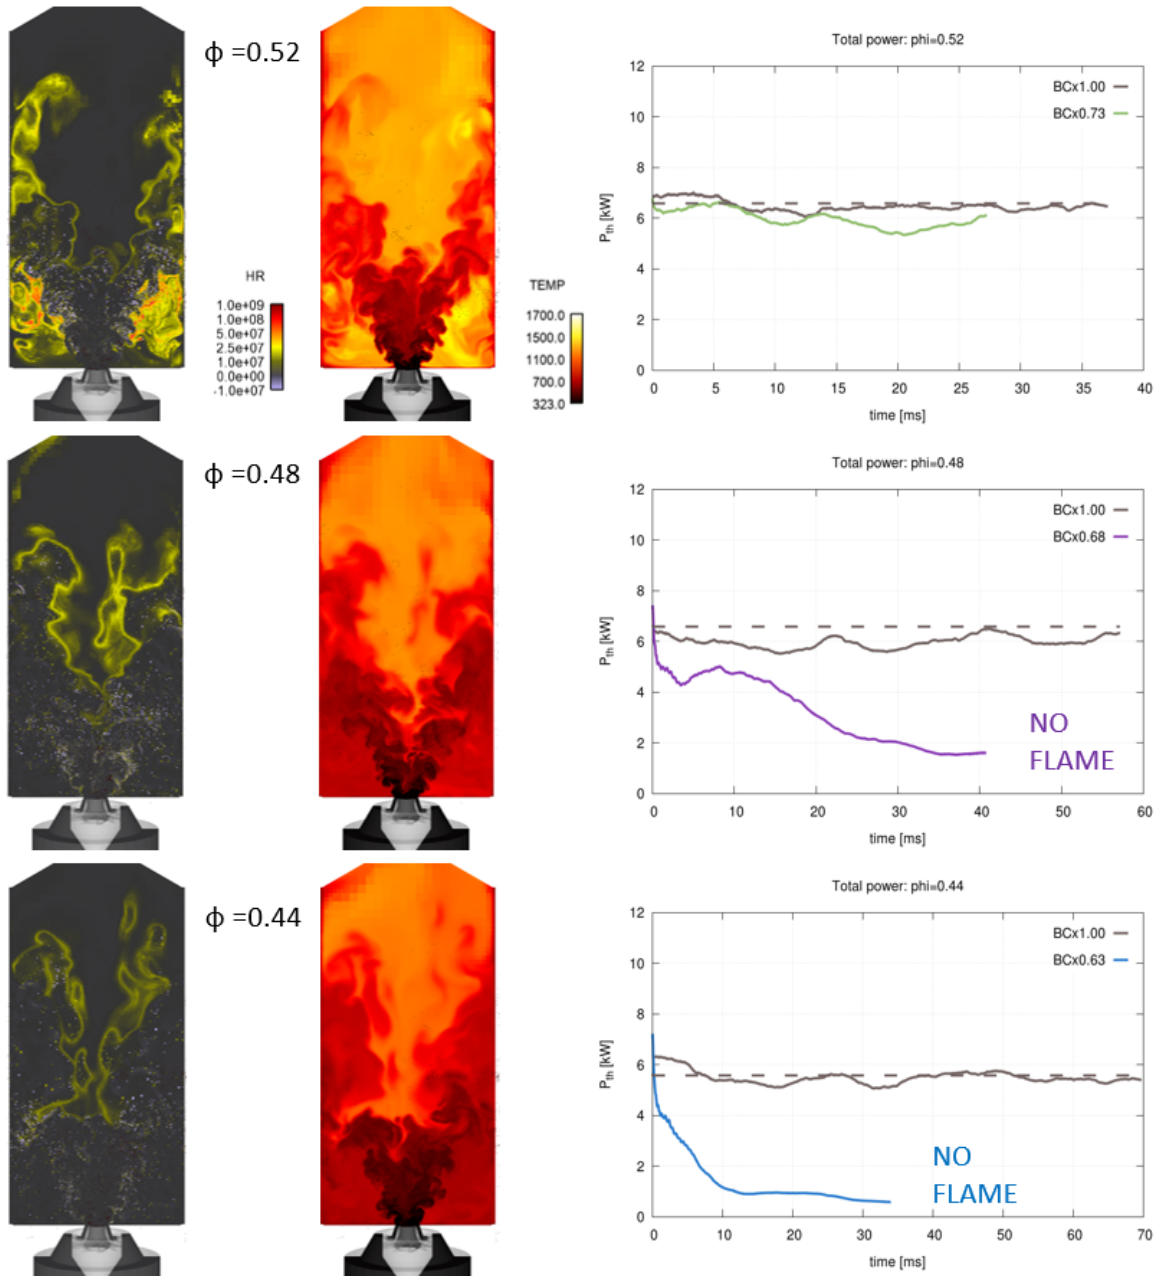 ϕ =0.52
HR
1.0e+09
1.0e+08
5.0e+07
2.5e+07
1.0e+07
0.0e+00
-1.0e+07
TEMP
1700.0
1500.0
1100.0
700.0
323.0
Total power: phi=0.52
BCx1.00
BCx0.73
12
10
8
6
4
2
0
Pth [kW]
0 5 10 15 20 25 30 35 40
time [ms]
ϕ =0.48
Total power: phi=0.48
BCx1.00
BCx0.68
12
10
8
6
4
2
0
Pth [kW]
NO
FLAME
0 10 20 30 40 50 60
time [ms]
ϕ =0.44
Total power: phi=0.44
BCx1.00
BCx0.63
12
10
8
6
4
2
0
Pth [kW]
NO
FLAME
0 10 20 30 40 50 60 70
time [ms]